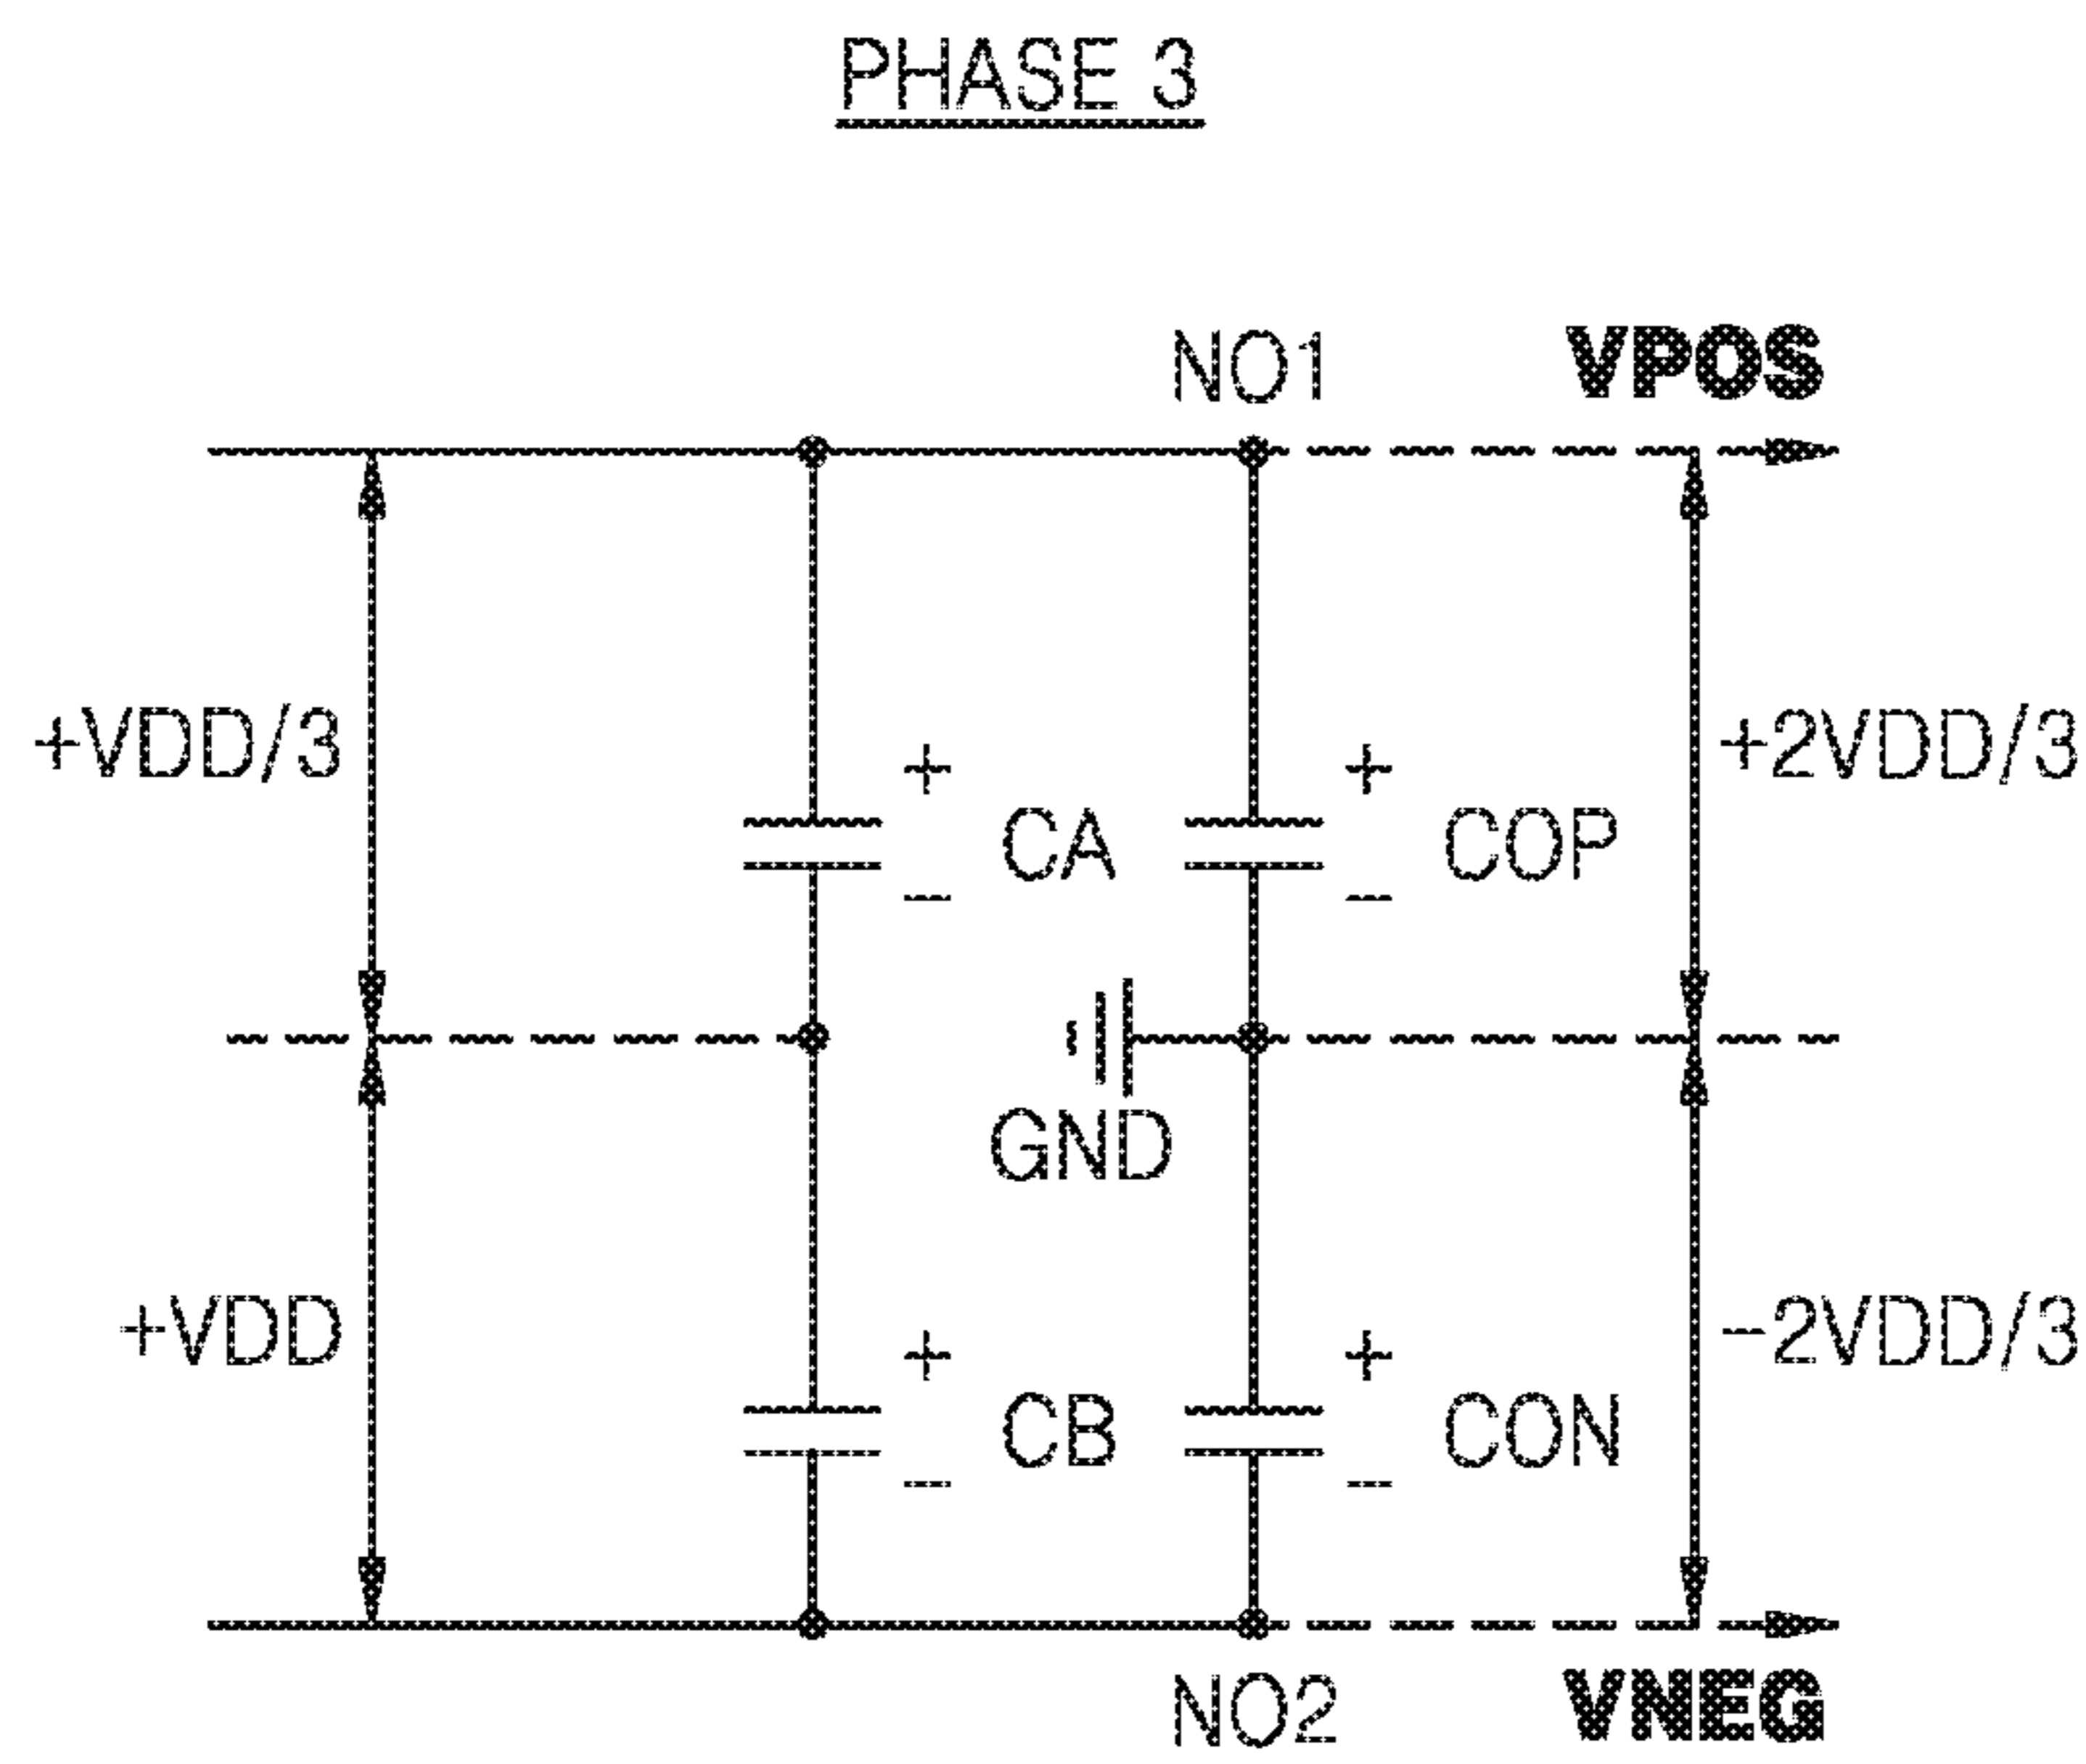 PHASE 3
NO1 VPOS
+VDD/3 +2VDD/3
+ +
CA COP
- -
GND
+VDD -2VDD/3
+ +
CB CON
- -
NO2 VNEG